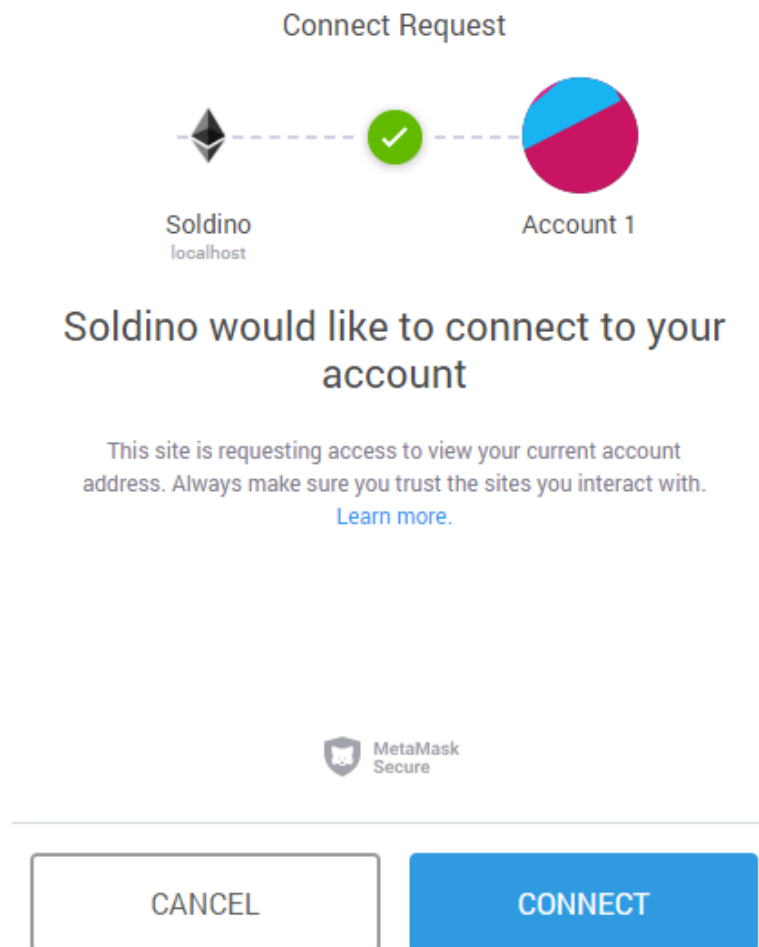 Connect Request
Soldino
localhost
Account 1
Soldino would like to connect to your
account
This site is requesting access to view your current account
address. Always make sure you trust the sites you interact with.
Learn more.
MetaMask
Secure
CANCEL
CONNECT